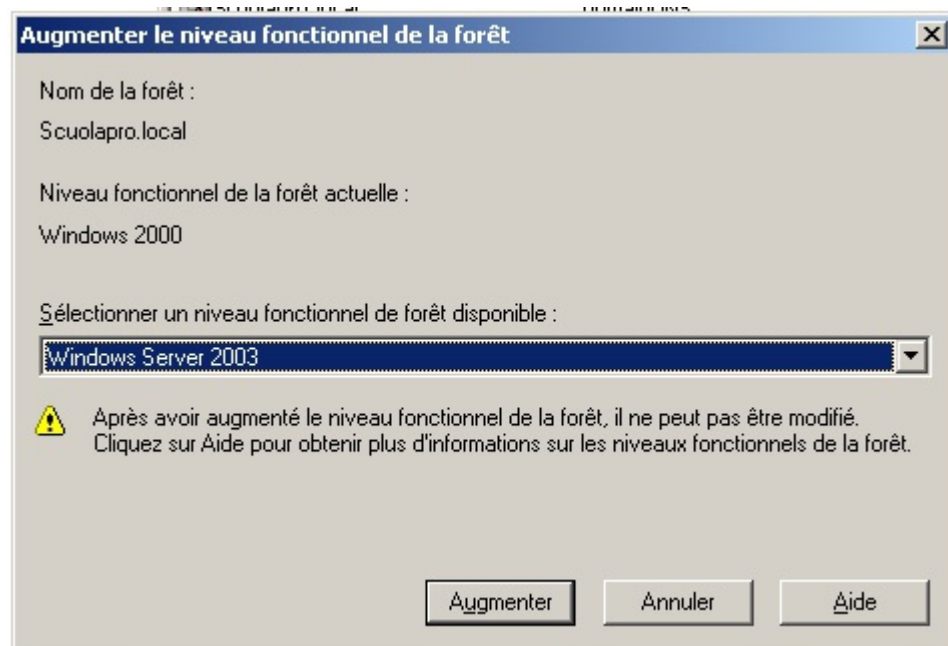 Augmenter le niveau fonctionnel de la forêt
Nom de la forêt :
Scuolapro.local
Niveau fonctionnel de la forêt actuelle :
Windows 2000
Sélectionner un niveau fonctionnel de forêt disponible :
Windows Server 2003
Après avoir augmenté le niveau fonctionnel de la forêt, il ne peut pas être modifié.
Cliquez sur Aide pour obtenir plus d'informations sur les niveaux fonctionnels de la forêt.
Augmenter Annuler Aide